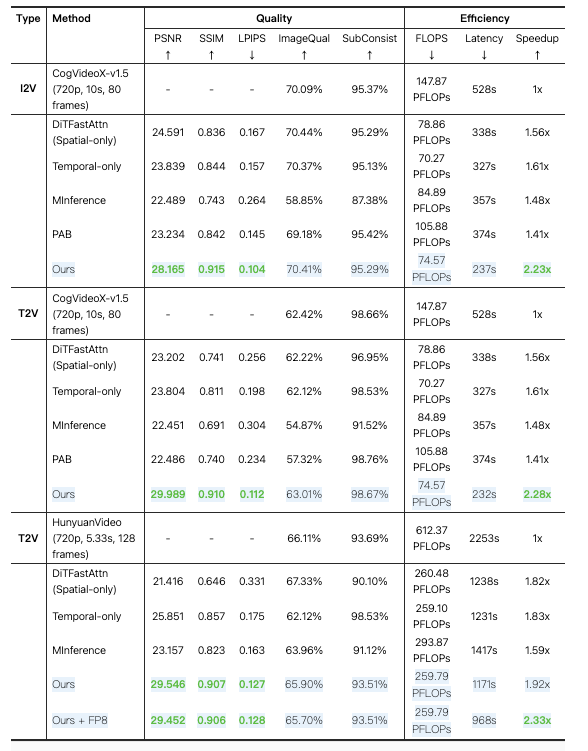 Type Method Quality Efficiency
PSNR SSIM LPIPS ImageQual SubConsist FLOPS Latency Speedup
↑ ↑ ↓ ↑ ↑ ↓ ↓ ↑
I2V CogVideoX-v1.5 (720p, 10s, 80 frames) - - - 70.09% 95.37% 147.87 PFLOPs 528s 1x
DiTFastAttn (Spatial-only) 24.591 0.836 0.167 70.44% 95.29% 78.86 PFLOPs 338s 1.56x
Temporal-only 23.839 0.844 0.157 70.37% 95.13% 70.27 PFLOPs 327s 1.61x
MInference 22.489 0.743 0.264 58.85% 87.38% 84.89 PFLOPs 357s 1.48x
PAB 23.234 0.842 0.145 69.18% 95.42% 105.88 PFLOPs 374s 1.41x
Ours 28.165 0.915 0.104 70.41% 95.29% 74.57 PFLOPs 237s 2.23x
T2V CogVideoX-v1.5 (720p, 10s, 80 frames) - - - 62.42% 98.66% 147.87 PFLOPs 528s 1x
DiTFastAttn (Spatial-only) 23.202 0.741 0.256 62.22% 96.95% 78.86 PFLOPs 338s 1.56x
Temporal-only 23.804 0.811 0.198 62.12% 98.53% 70.27 PFLOPs 327s 1.61x
MInference 22.451 0.691 0.304 54.87% 91.52% 84.89 PFLOPs 357s 1.48x
PAB 22.486 0.740 0.234 57.32% 98.76% 105.88 PFLOPs 374s 1.41x
Ours 29.989 0.910 0.112 63.01% 98.67% 74.57 PFLOPs 232s 2.28x
T2V HunyuanVideo (720p, 5.33s, 128 frames) - - - 66.11% 93.69% 612.37 PFLOPs 2253s 1x
DiTFastAttn (Spatial-only) 21.416 0.646 0.331 67.33% 90.10% 260.48 PFLOPs 1238s 1.82x
Temporal-only 25.851 0.857 0.175 62.12% 98.53% 259.10 PFLOPs 1231s 1.83x
MInference 23.157 0.823 0.163 63.96% 91.12% 293.87 PFLOPs 1417s 1.59x
Ours 29.546 0.907 0.127 65.90% 93.51% 259.79 PFLOPs 1171s 1.92x
Ours + FP8 29.452 0.906 0.128 65.70% 93.51% 259.79 PFLOPs 968s 2.33x